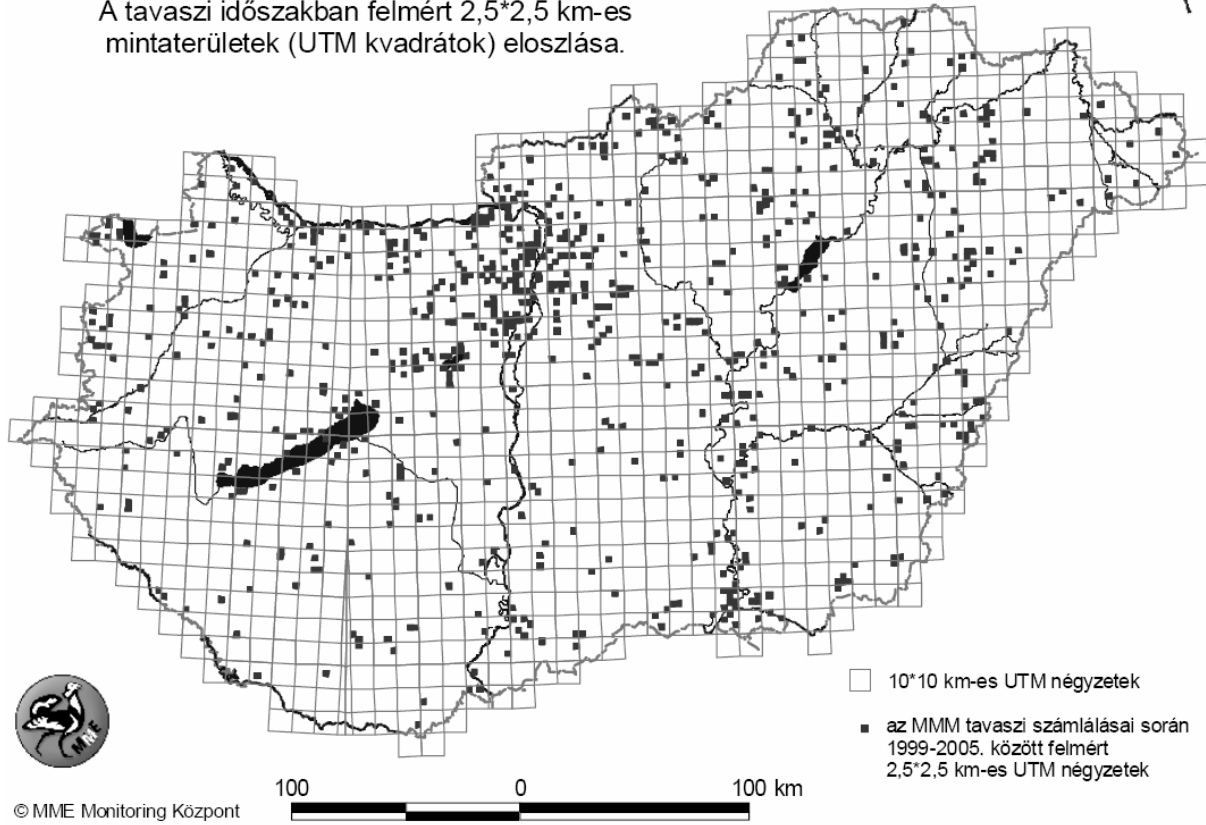 A tavaszi időszakban felmért 2,5*2,5 km-es
mintaterületek (UTM kvadrátok) eloszlása.
10*10 km-es UTM négyzetek
az MMM tavaszi számlálásai során
1999-2005. között felmért
2,5*2,5 km-es UTM négyzetek
MME
100 0 100 km
© MME Monitoring Központ